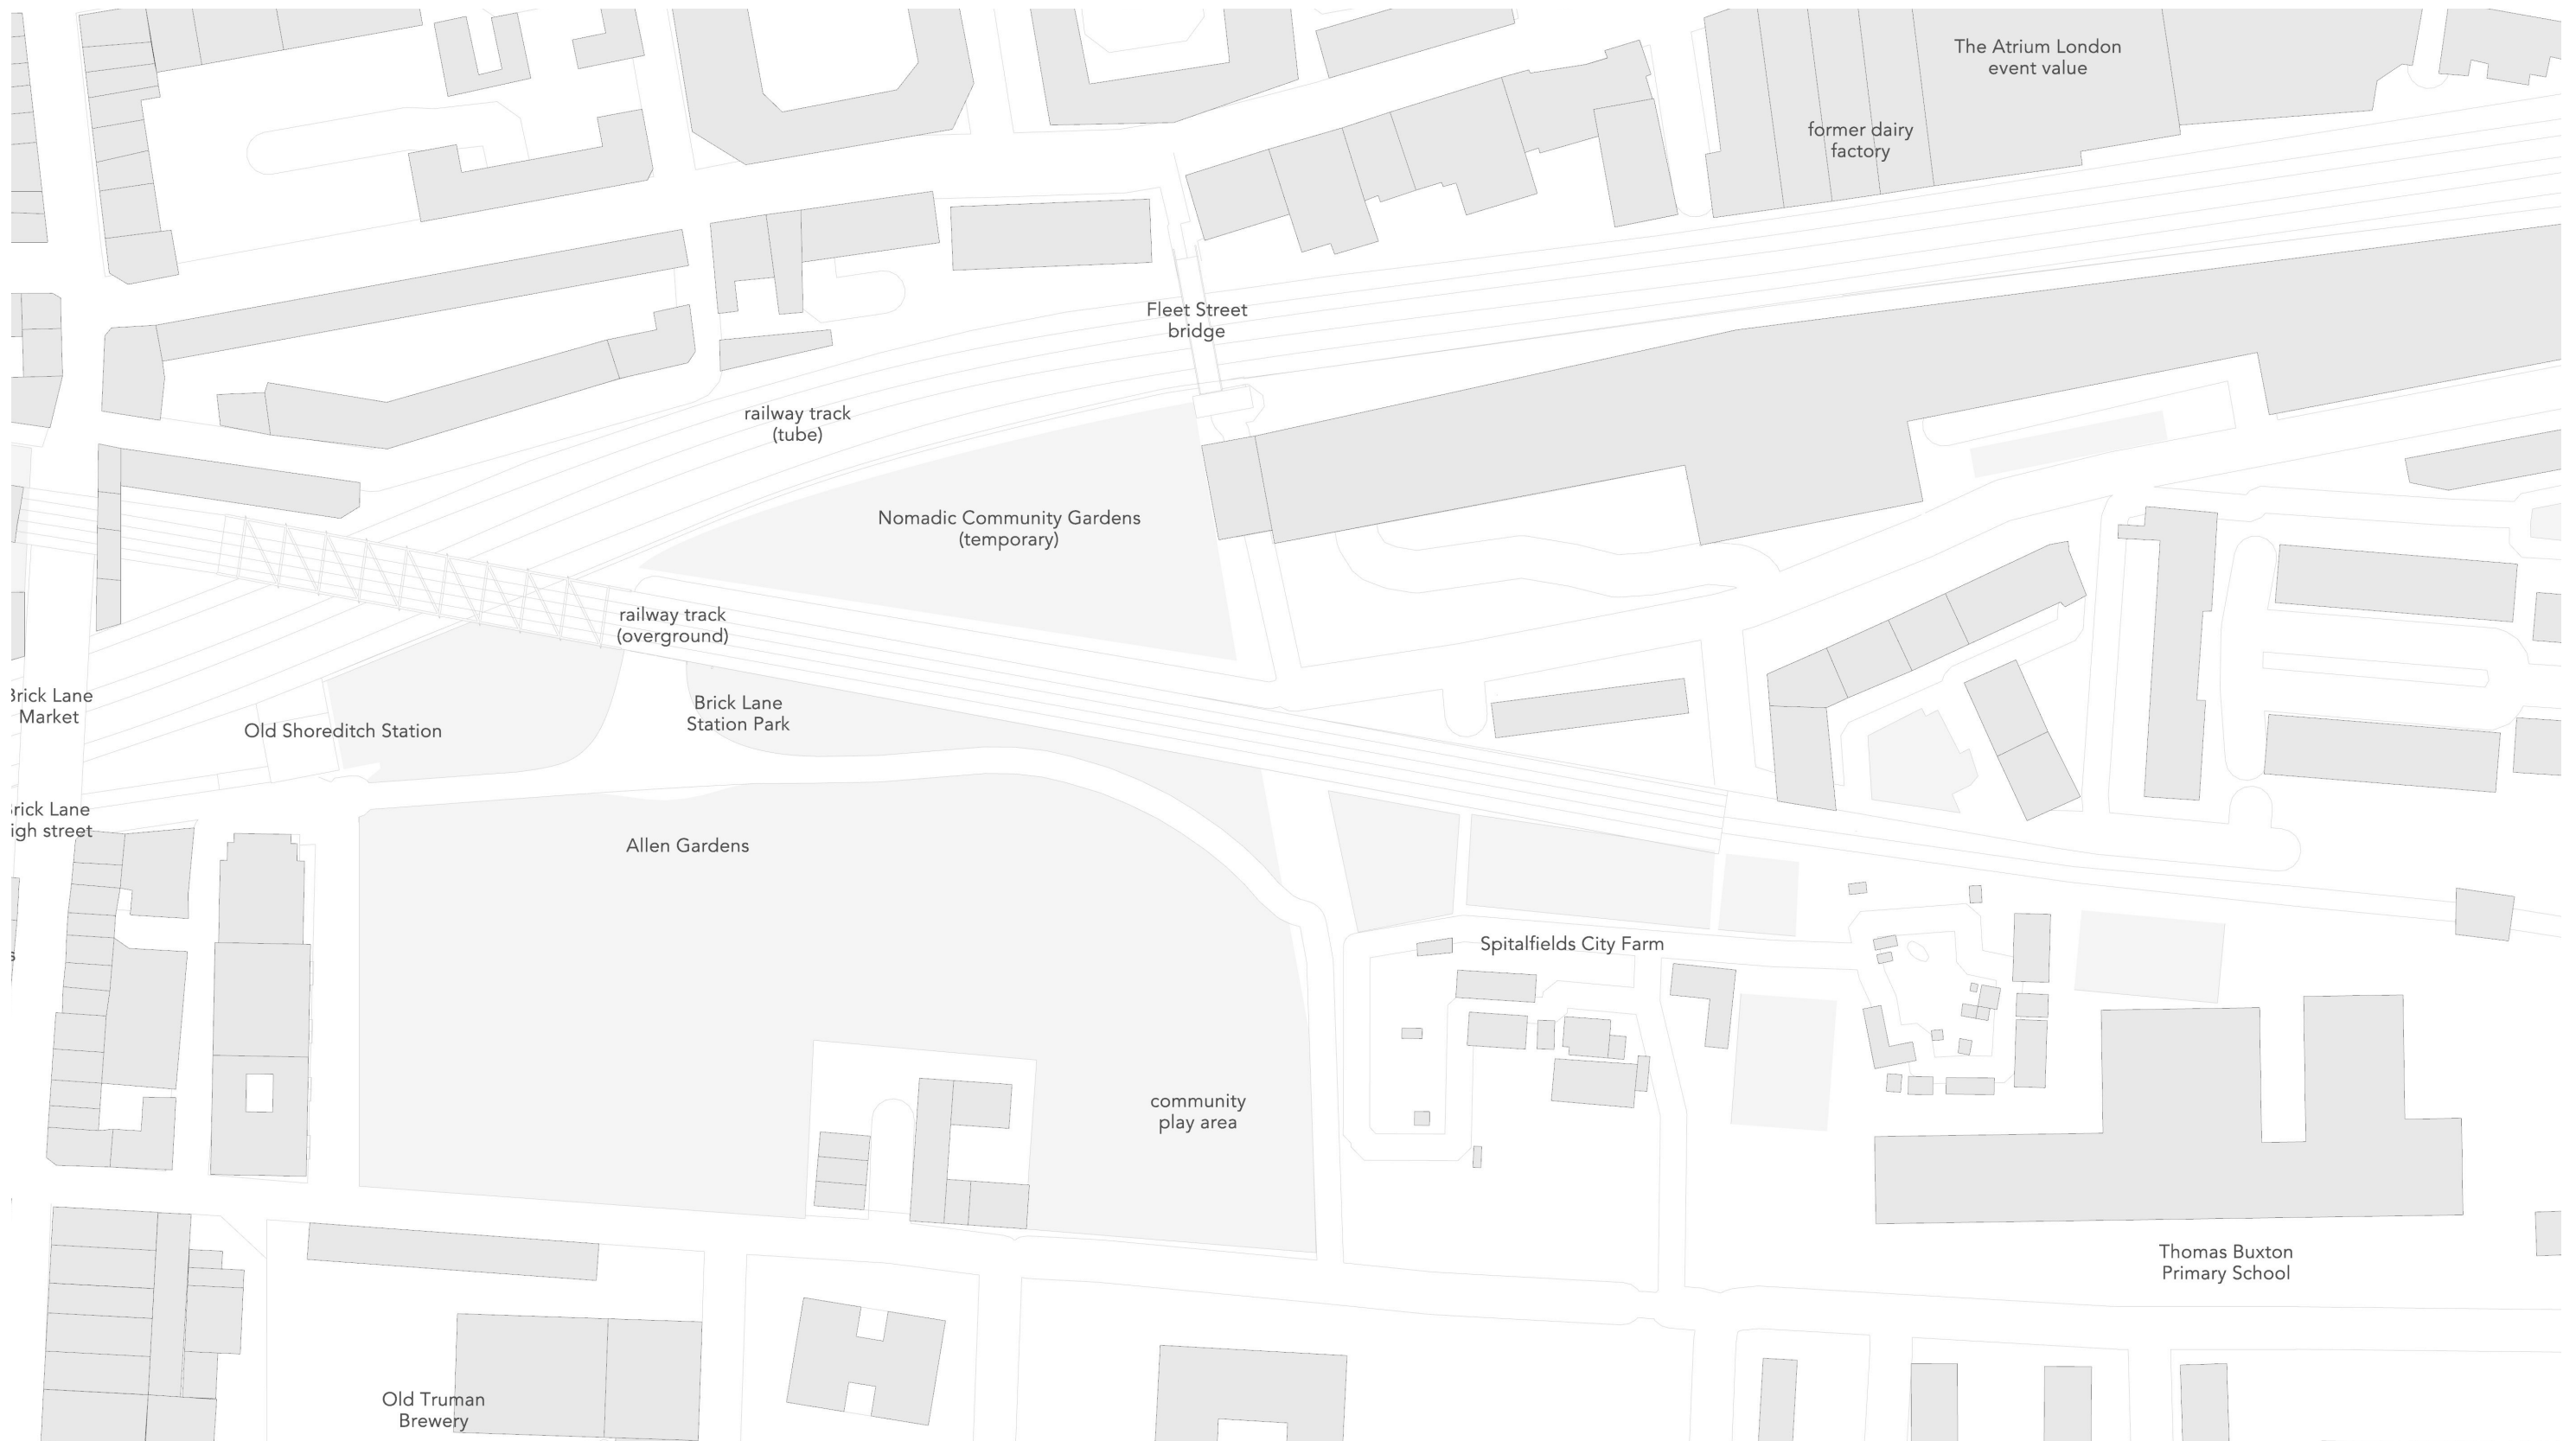 The Atrium London
event value
former dairy
factory
Fleet Street
bridge
railway track
(tube)
Nomadic Community Gardens
(temporary)
railway track
(overground)
Brick Lane
Market
Old Shoreditch Station
Brick Lane
Station Park
rick Lane
igh street
Allen Gardens
Spitalfields City Farm
community
play area
Thomas Buxton
Primary School
Old Truman
Brewery